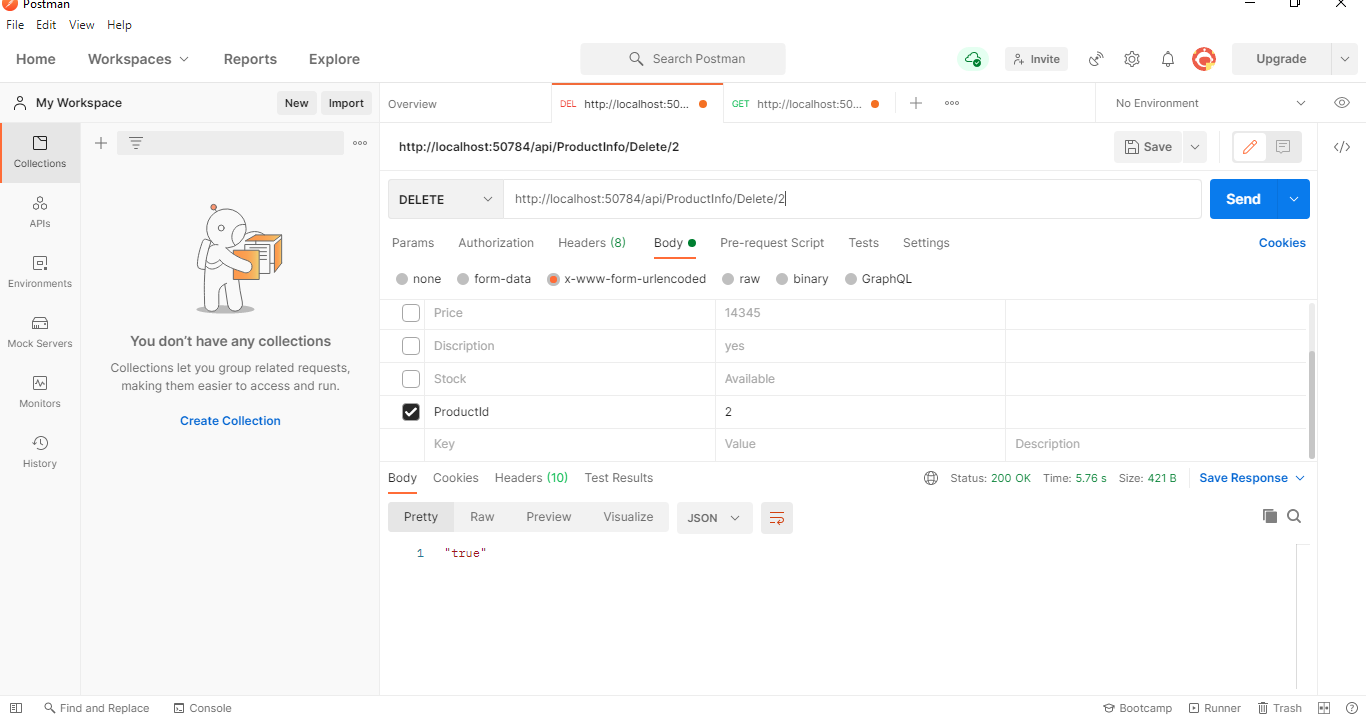 Postman
File Edit View Help
Home Workspaces Reports Explore Search Postman Invite Upgrade
My Workspace New Import Overview DEL http://localhost:50... GET http://localhost:50... No Environment
Collections
APIs
Environments
Mock Servers
Monitors
History
You don't have any collections
Collections let you group related requests,
making them easier to access and run.
Create Collection
http://localhost:50784/api/ProductInfo/Delete/2 Save
DELETE http://localhost:50784/api/ProductInfo/Delete/2 Send
Params Authorization Headers (8) Body Pre-request Script Tests Settings Cookies
none form-data x-www-form-urlencoded raw binary GraphQL
Price 14345
Discription yes
Stock Available
ProductId 2
Key Value Description
Body Cookies Headers (10) Test Results Status: 200 OK Time: 5.76 s Size: 421 B Save Response
Pretty Raw Preview Visualize JSON
1 "true"
Find and Replace Console Bootcamp Runner Trash